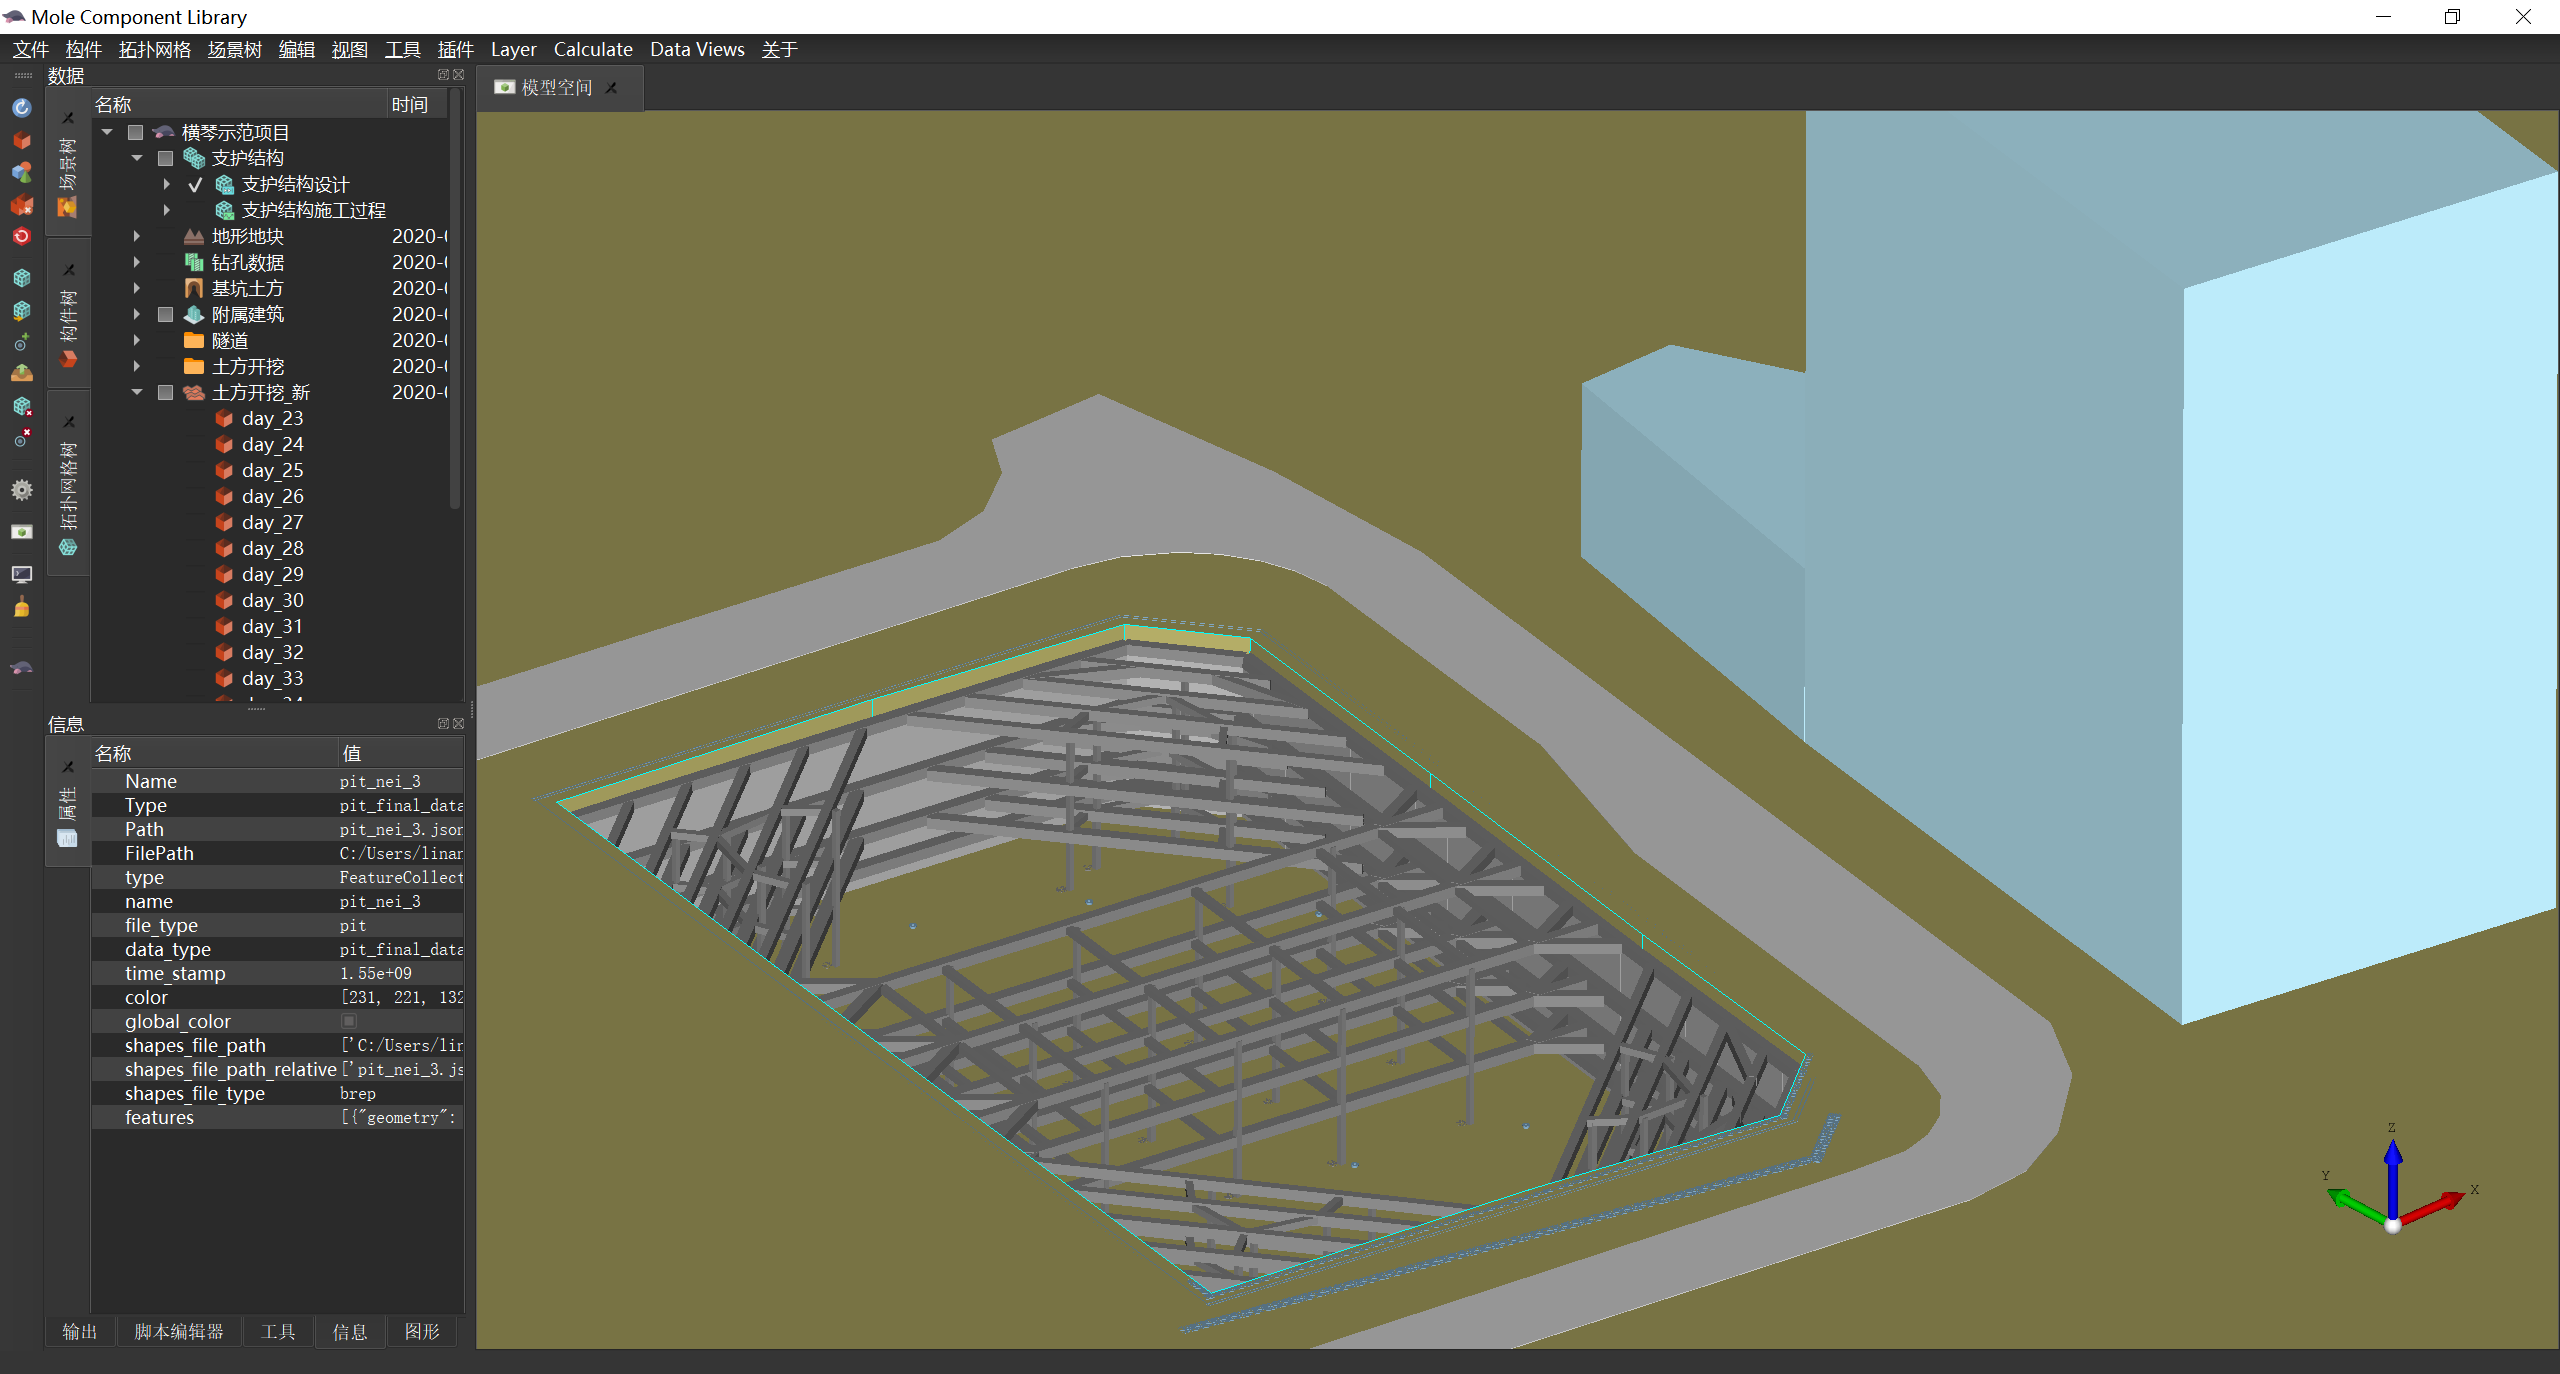 Mole Component Library
文件 构件 拓扑网格 场景树 编辑 视图 工具 插件 Layer Calculate Data Views 关于
数据
模型空间
名称 时间
场景树
构件树
拓扑网格树
横琴示范项目
支护结构
支护结构设计
支护结构施工过程
地形地块 2020-
钻孔数据 2020-
基坑土方 2020-
附属建筑 2020-
隧道 2020-
土方开挖 2020-
土方开挖_新 2020-
day_23
day_24
day_25
day_26
day_27
day_28
day_29
day_30
day_31
day_32
day_33
信息
属性
名称 值
Name pit_nei_3
Type pit_final_data
Path pit_nei_3.json
FilePath C:/Users/linan
type FeatureCollect
name pit_nei_3
file_type pit
data_type pit_final_data
time_stamp 1.55e+09
color [231, 221, 132
global_color
shapes_file_path ['C:/Users/lin
shapes_file_path_relative ['pit_nei_3.js
shapes_file_type brep
features [{"geometry":
输出 脚本编辑器 工具 信息 图形
Z
Y
X